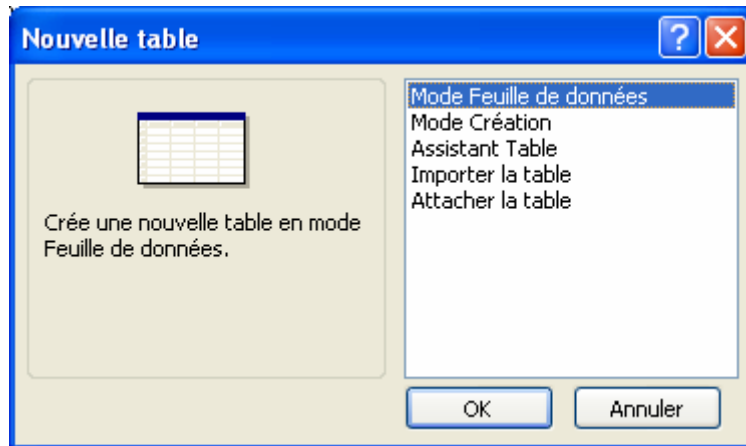 Nouvelle table
Crée une nouvelle table en mode
Feuille de données.
Mode Feuille de données
Mode Création
Assistant Table
Importer la table
Attacher la table
OK
Annuler